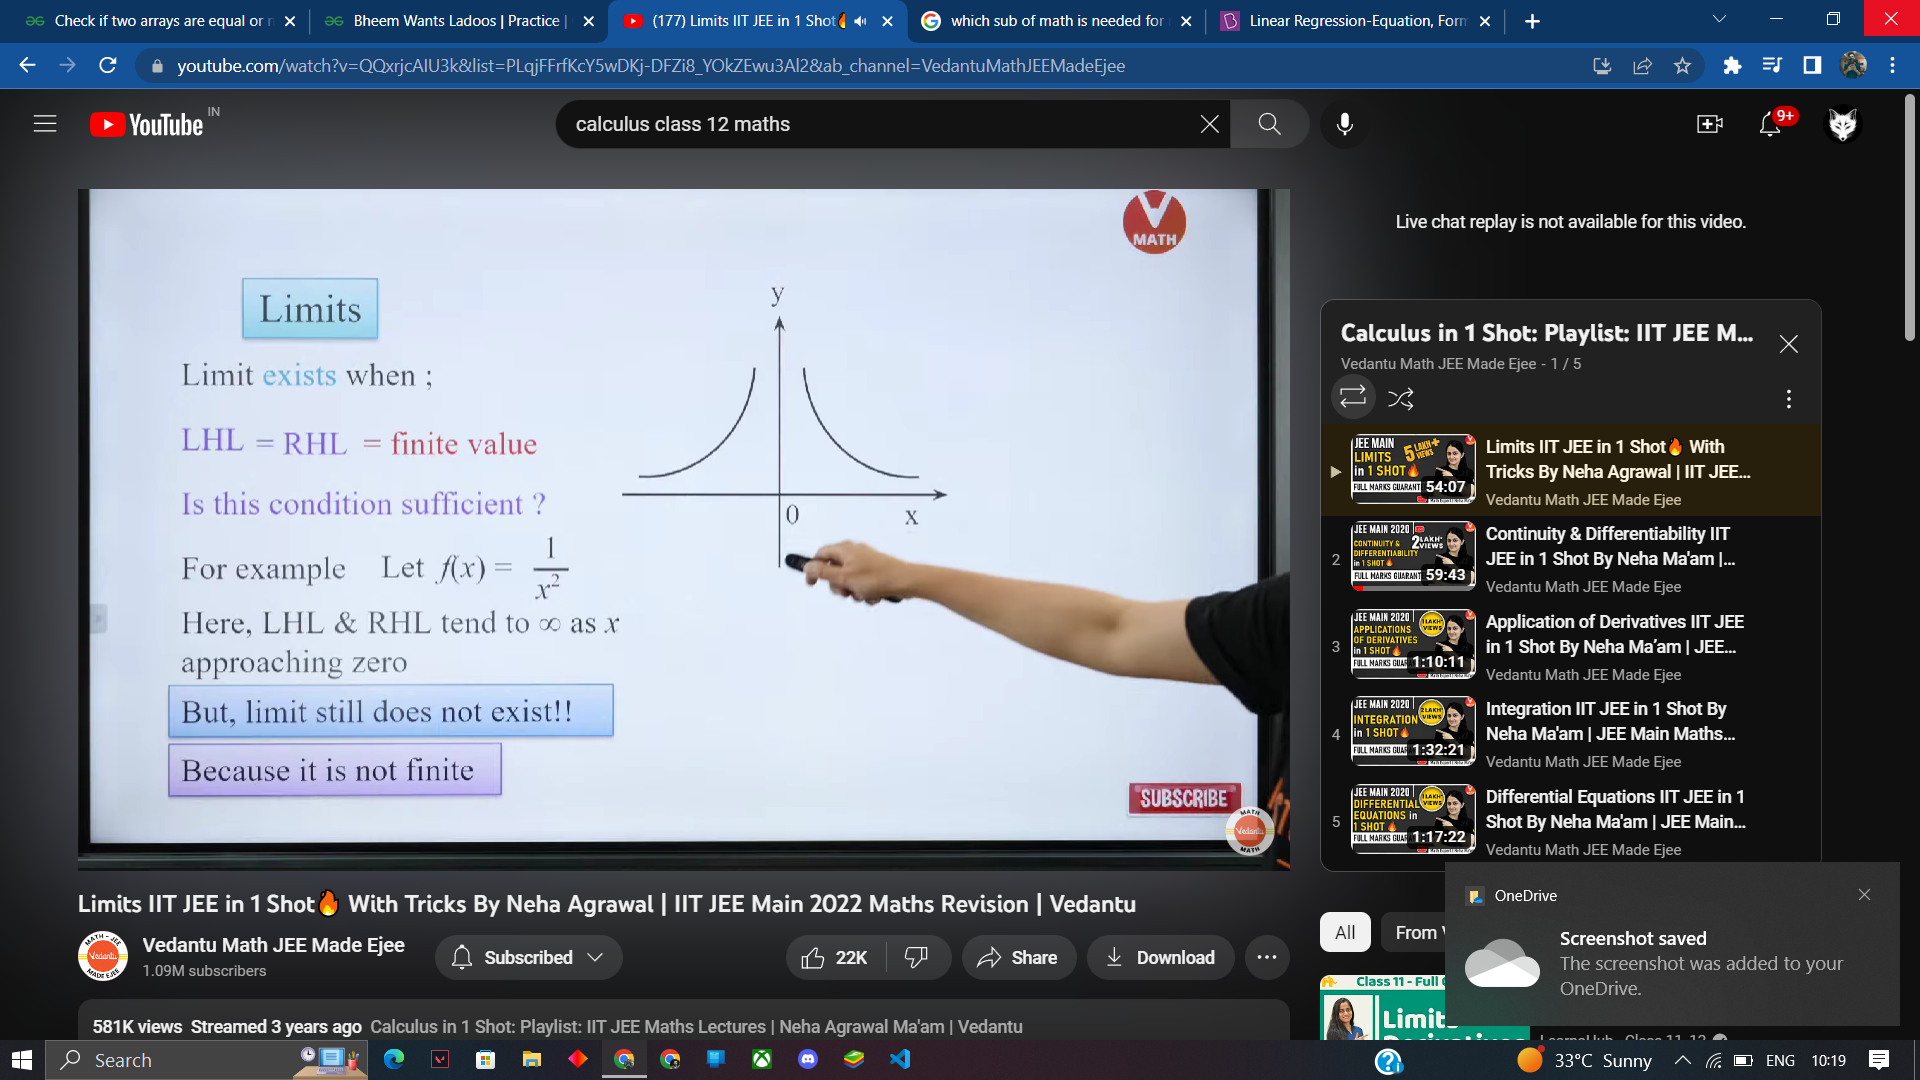 Check if two arrays are equal or n
Bheem Wants Ladoos | Practice |
(177) Limits IIT JEE in 1 Shot🔥
which sub of math is needed for
Linear Regression-Equation, Form
youtube.com/watch?v=QQxrjcAIU3k&list=PLqjFFrfKcY5wDKj-DFZi8_YOkZEwu3Al2&ab_channel=VedantuMathJEEMadeEjee
YouTube IN
calculus class 12 maths
9+
MATH
Limits
Limit exists when ;
LHL = RHL = finite value
Is this condition sufficient ?
For example Let f(x) = 1/x²
Here, LHL & RHL tend to ∞ as x
approaching zero
But, limit still does not exist!!
Because it is not finite
y
0
x
SUBSCRIBE
MATH
Vedantu
MATH
Live chat replay is not available for this video.
Calculus in 1 Shot: Playlist: IIT JEE M...
Vedantu Math JEE Made Ejee - 1 / 5
JEE MAIN
LIMITS
in 1 SHOT🔥
5 LAKH+
VIEWS
FULL MARKS GUARANT
54:07
Limits IIT JEE in 1 Shot🔥 With
Tricks By Neha Agrawal | IIT JEE...
Vedantu Math JEE Made Ejee
2
JEE MAIN 2020
CONTINUITY &
DIFFERENTIABILITY
in 1 SHOT🔥
2 LAKH+
VIEWS
FULL MARKS GUARANT
59:43
Continuity & Differentiability IIT
JEE in 1 Shot By Neha Ma'am |...
Vedantu Math JEE Made Ejee
3
JEE MAIN 2020
APPLICATIONS
OF DERIVATIVES
in 1 SHOT🔥
1 LAKH+
VIEWS
FULL MARKS GUA
1:10:11
Application of Derivatives IIT JEE
in 1 Shot By Neha Ma’am | JEE...
Vedantu Math JEE Made Ejee
4
JEE MAIN 2020
INTEGRATION
in 1 SHOT🔥
2 LAKH+
VIEWS
FULL MARKS GUAR
1:32:21
Integration IIT JEE in 1 Shot By
Neha Ma'am | JEE Main Maths...
Vedantu Math JEE Made Ejee
5
JEE MAIN 2020
DIFFERENTIAL
EQUATIONS in
1 SHOT🔥
1 LAKH+
VIEWS
FULL MARKS GUAR
1:17:22
Differential Equations IIT JEE in 1
Shot By Neha Ma'am | JEE Main...
Vedantu Math JEE Made Ejee
Limits IIT JEE in 1 Shot🔥 With Tricks By Neha Agrawal | IIT JEE Main 2022 Maths Revision | Vedantu
MATH - JEE
Vedantu
MADE EJEE
Vedantu Math JEE Made Ejee
1.09M subscribers
Subscribed
22K
Share
Download
581K views Streamed 3 years ago Calculus in 1 Shot: Playlist: IIT JEE Maths Lectures | Neha Agrawal Ma'am | Vedantu
All
From
Class 11 - Full
OneDrive
Screenshot saved
The screenshot was added to your
OneDrive.
Search
33°C Sunny
ENG
10:19